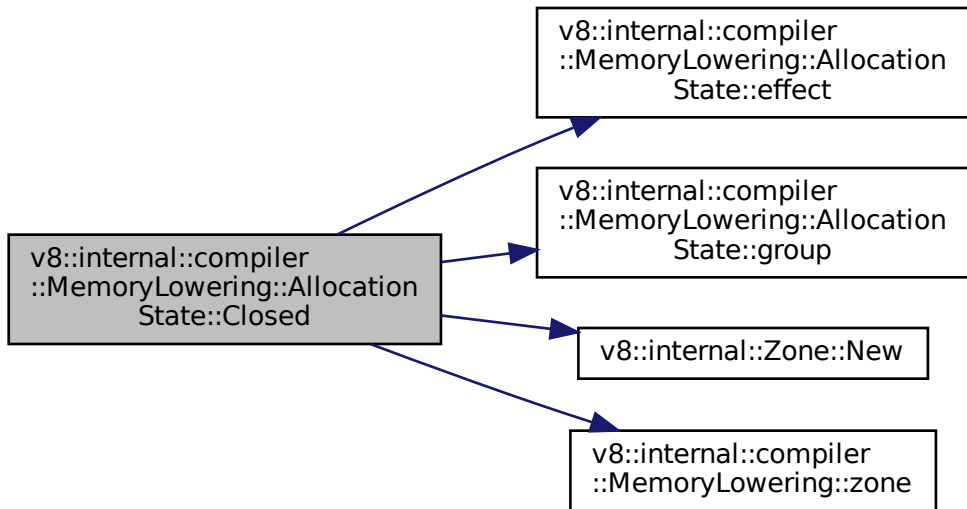 v8::internal::compiler
::MemoryLowering::Allocation
State::effect
v8::internal::compiler
::MemoryLowering::Allocation
State::group
v8::internal::compiler
::MemoryLowering::Allocation
State::Closed
v8::internal::Zone::New
v8::internal::compiler
::MemoryLowering::zone